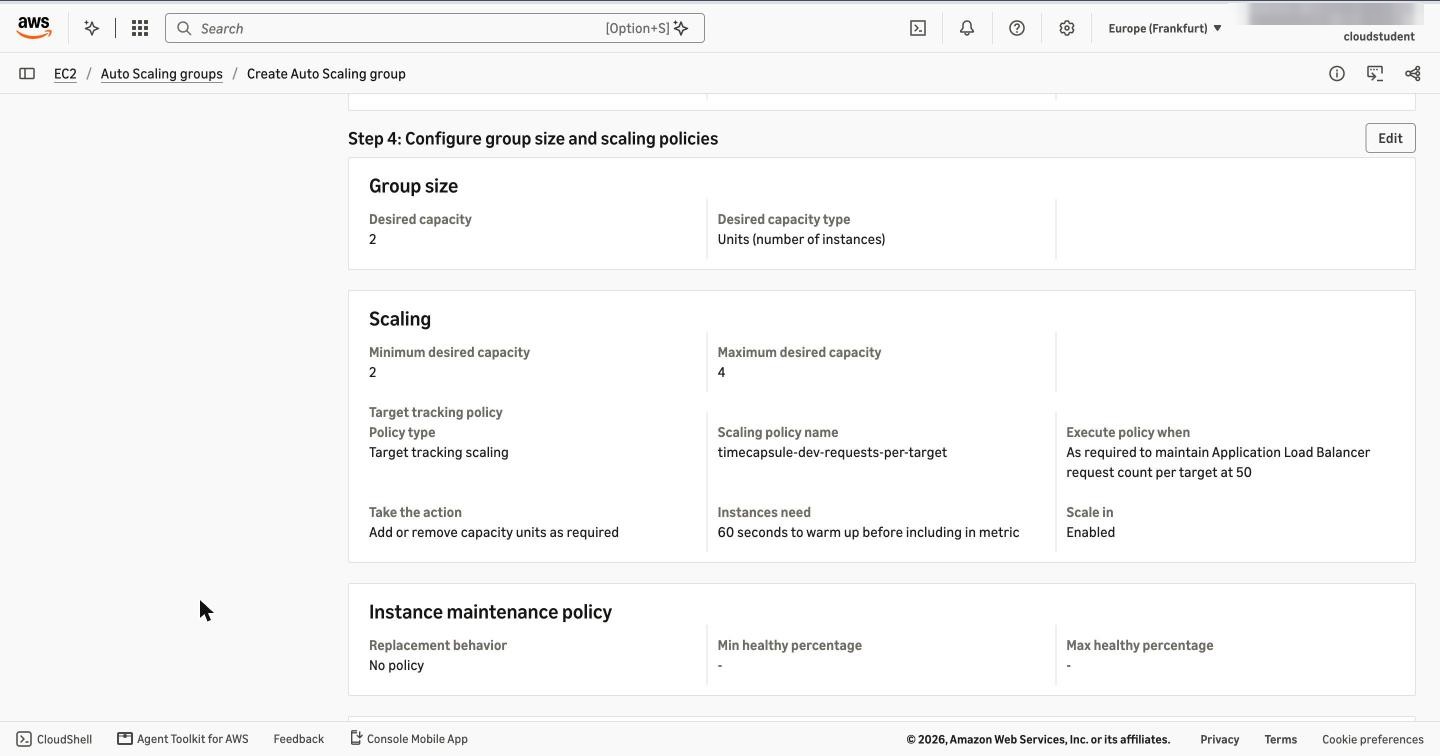 aws
Search
[Option+S]
Europe (Frankfurt)
cloudstudent
EC2 / Auto Scaling groups / Create Auto Scaling group
Step 4: Configure group size and scaling policies
Edit
Group size
Desired capacity
2
Desired capacity type
Units (number of instances)
Scaling
Minimum desired capacity
2
Maximum desired capacity
4
Target tracking policy
Policy type
Target tracking scaling
Scaling policy name
timecapsule-dev-requests-per-target
Execute policy when
As required to maintain Application Load Balancer
request count per target at 50
Take the action
Add or remove capacity units as required
Instances need
60 seconds to warm up before including in metric
Scale in
Enabled
Instance maintenance policy
Replacement behavior
No policy
Min healthy percentage
-
Max healthy percentage
-
CloudShell
Agent Toolkit for AWS
Feedback
Console Mobile App
© 2026, Amazon Web Services, Inc. or its affiliates.
Privacy
Terms
Cookie preferences